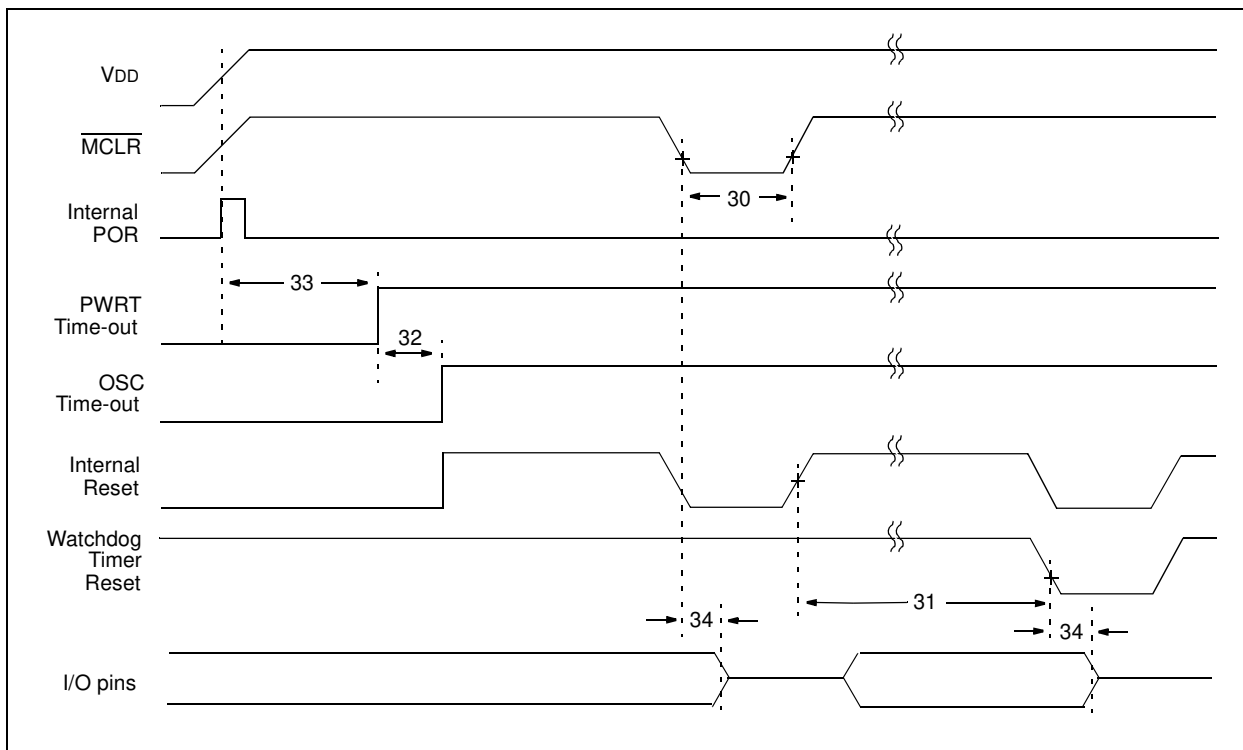 VDD
MCLR
Internal
POR
30
33
PWRT
Time-out
32
OSC
Time-out
Internal
Reset
Watchdog
Timer
Reset
31
34
34
I/O pins